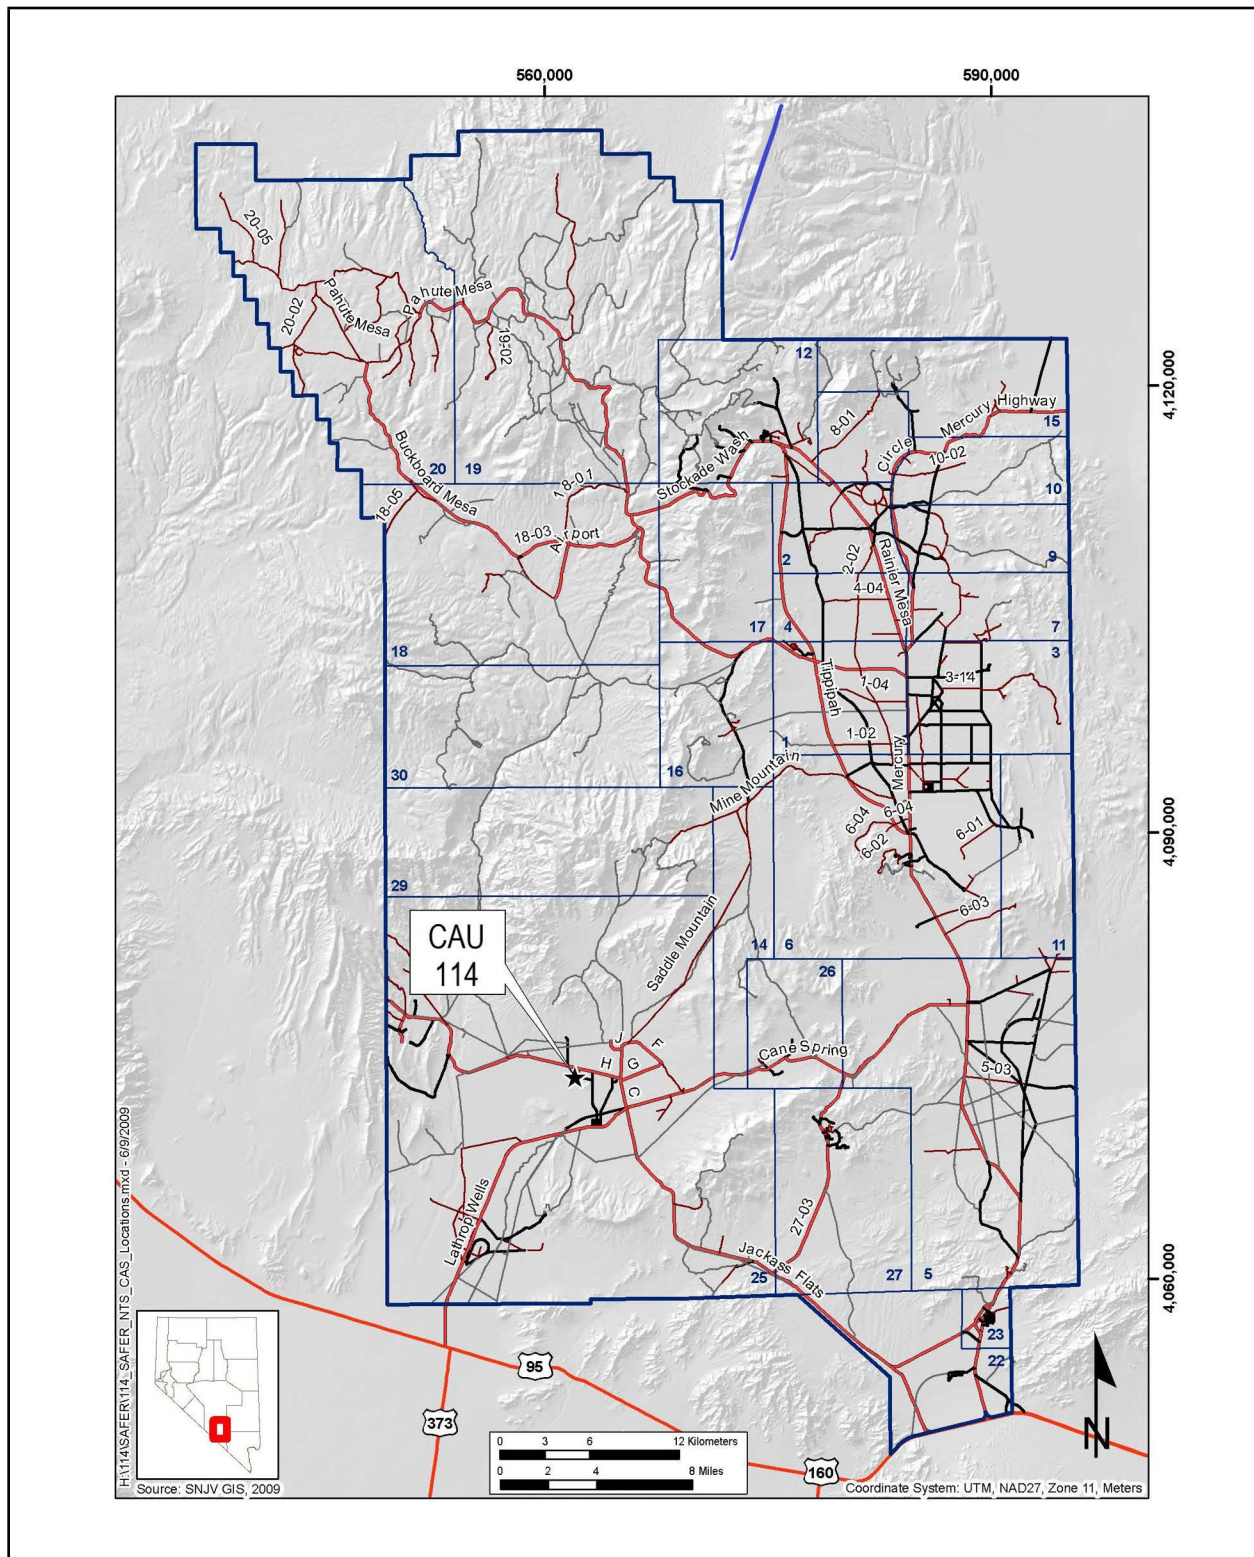 560,000
590,000
20-05
Pahute Mesa
PahuteMesa
20-02
19-02
12
4,120,000
8-01
Mercury Highway
15
Circle
10-02
Stockade Wash
Buckboard Mesa
20
19
18-01
10
18-05
18-03
Airport
2
2-02
Rainier Mesa
9
4-04
17
4
7
18
3
Tippipah
1-04
3-14
1
1-02
Mercury
30
16
Mine Mountain
6-04
6-04
6-01
4,090,000
6-02
29
6-03
CAU
114
Saddle Mountain
14
6
11
26
J
F
H
G
Cane Spring
C
5-03
Lathrop Wells
27-03
Jackass Flats
25
27
5
4,060,000
23
22
95
373
160
0 3 6 12 Kilometers
0 2 4 8 Miles
N
H:\114\SAFER\114_SAFER_NTS_CAS_Locations.mxd - 6/9/2009
Source: SNJV GIS, 2009
Coordinate System: UTM, NAD27, Zone 11, Meters